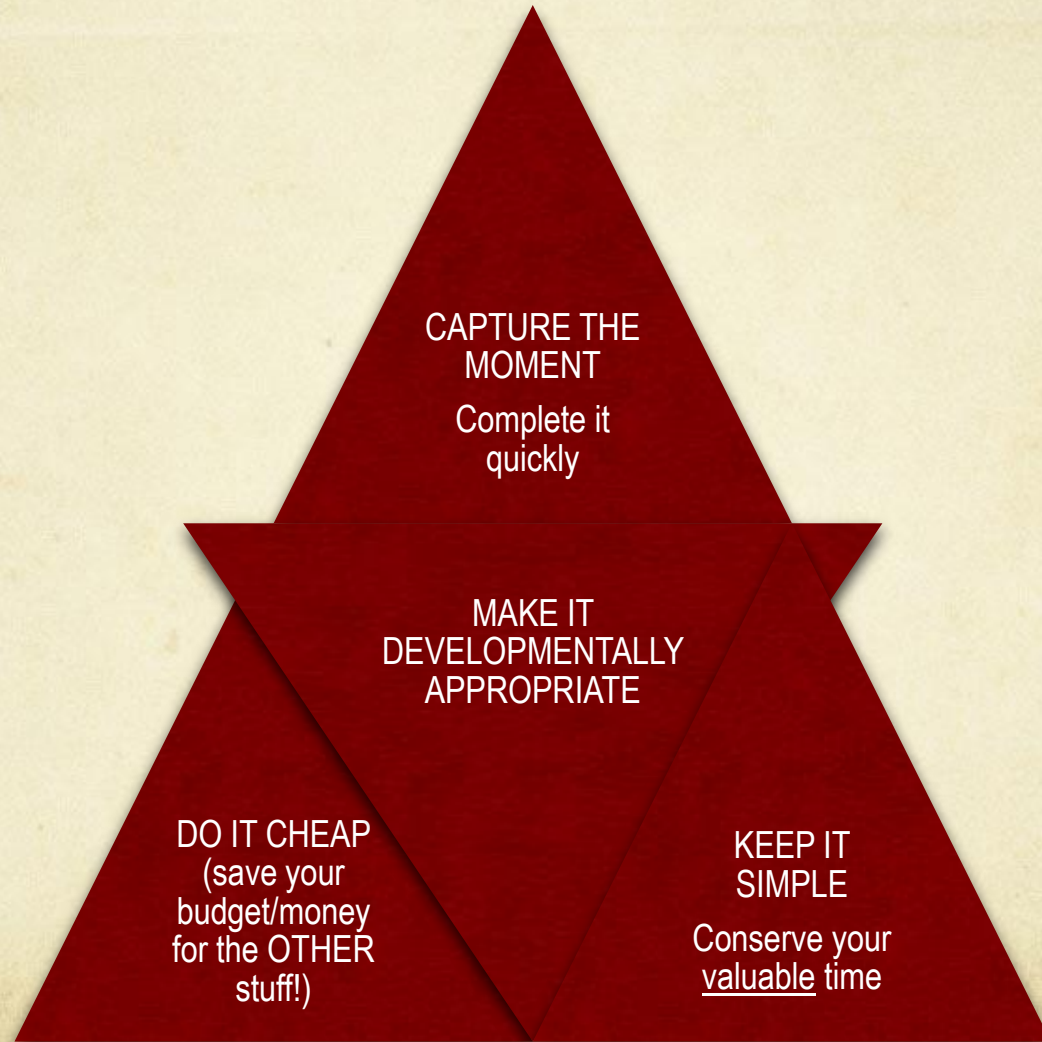 CAPTURE THE
MOMENT
Complete it
quickly
MAKE IT
DEVELOPMENTALLY
APPROPRIATE
DO IT CHEAP
(save your
budget/money
for the OTHER
stuff!)
KEEP IT
SIMPLE
Conserve your
valuable time